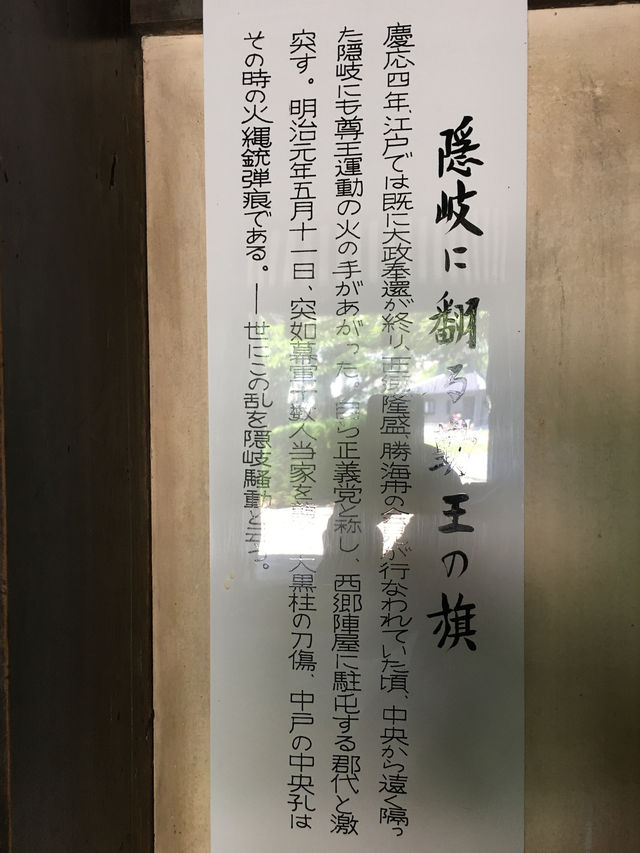 隠岐に翻る王の旗
慶応四年、江戸では既に大政奉還が終り、西郷隆盛、勝海舟の会が行なわれていた頃、中央から遠く隔っ
た隠岐にも尊王運動の火の手があがった。自ら正義党と称し、西郷陣屋に駐屯する郡代と激
突す。明治元年五月十一日、突如幕軍十数人当家を大黒柱の刀傷、中戸の中央孔は
その時の火縄銃弾痕である。――世にこの乱を隠岐騒動と云う。